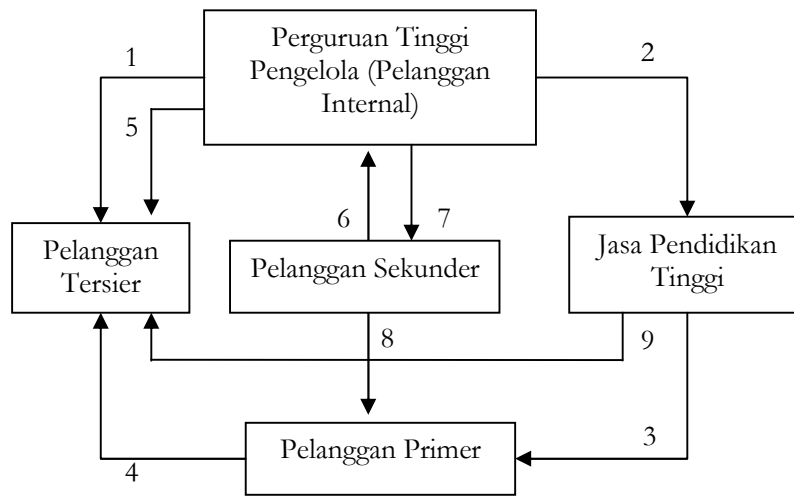 Perguruan Tinggi
Pengelola (Pelanggan
Internal)
1
2
5
6
7
Pelanggan
Tersier
Pelanggan Sekunder
Jasa Pendidikan
Tinggi
8
9
Pelanggan Primer
3
4